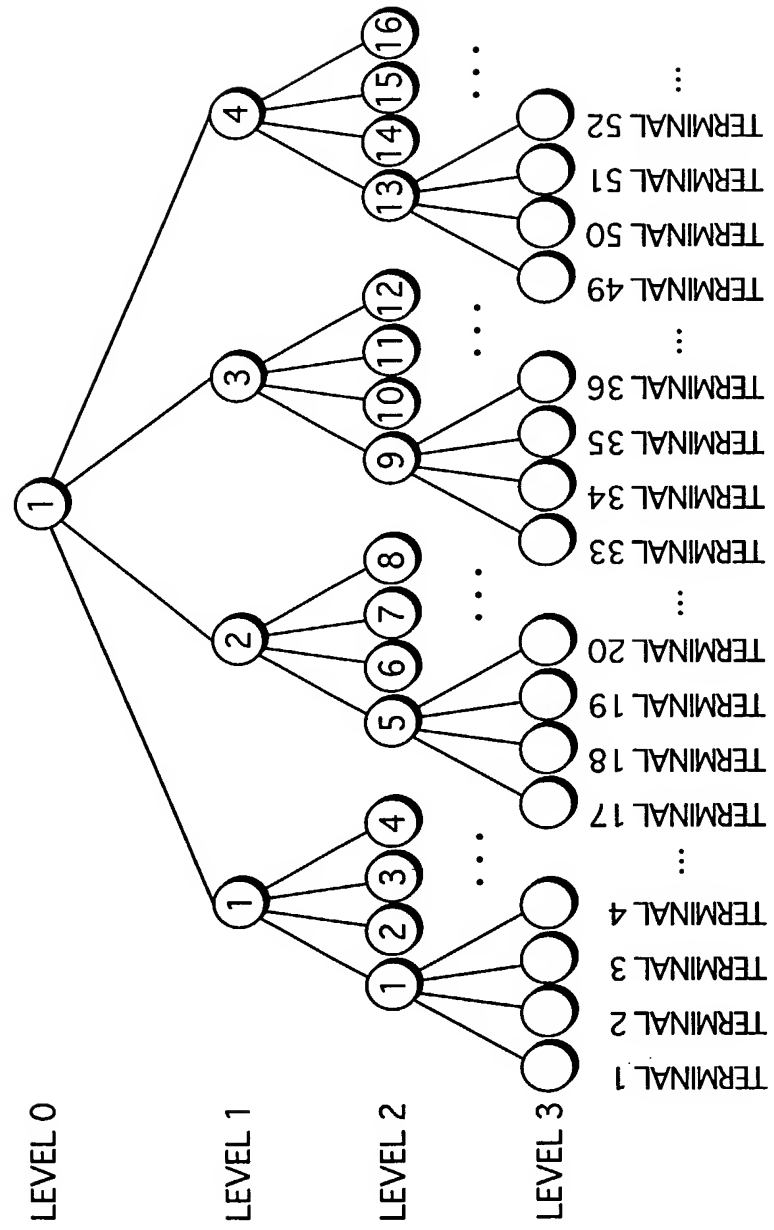 LEVEL 0
1
LEVEL 1
1
2
3
4
LEVEL 2
1
2
3
4
5
6
7
8
9
10
11
12
13
14
15
16
...
...
...
...
LEVEL 3
TERMINAL 1
TERMINAL 2
TERMINAL 3
TERMINAL 4
...
TERMINAL 17
TERMINAL 18
TERMINAL 19
TERMINAL 20
...
TERMINAL 33
TERMINAL 34
TERMINAL 35
TERMINAL 36
...
TERMINAL 49
TERMINAL 50
TERMINAL 51
TERMINAL 52
...